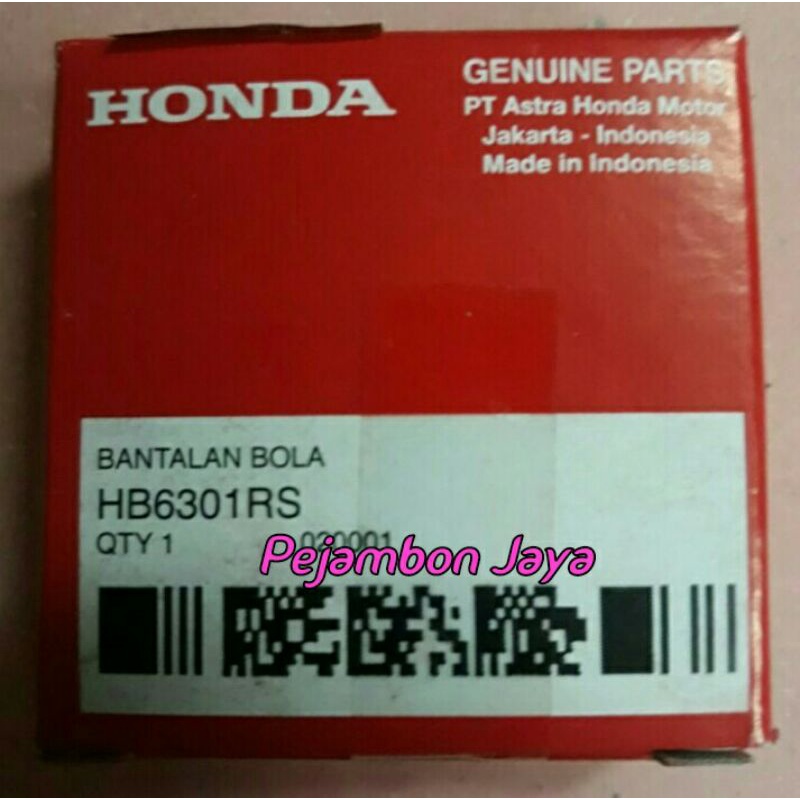 HONDA
GENUINE PARTS
PT Astra Honda Motor
Jakarta - Indonesia
Made in Indonesia
BANTALAN BOLA
HB6301RS
QTY 1
Pejambon Jaya